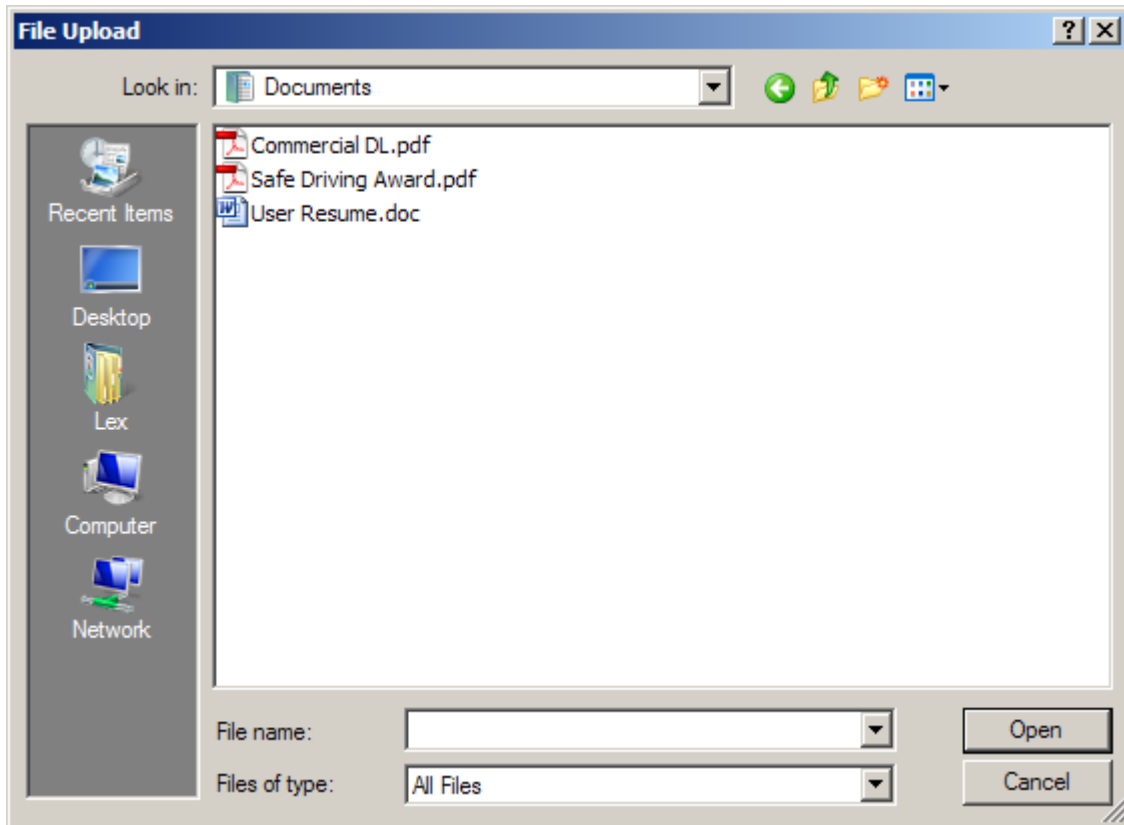 File Upload
Look in: Documents
Commercial DL.pdf
Safe Driving Award.pdf
User Resume.doc
Recent Items
Desktop
Lex
Computer
Network
File name: Open
Files of type: All Files Cancel